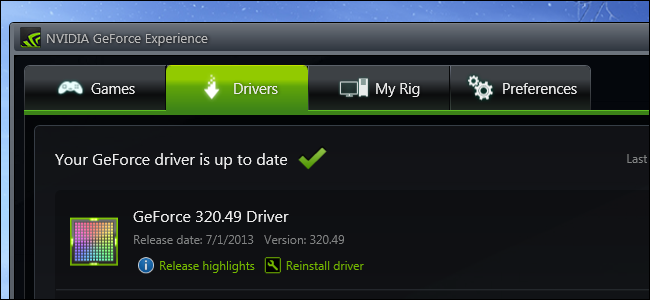 NVIDIA GeForce Experience
Games Drivers My Rig Preferences
Your GeForce driver is up to date Last
GeForce 320.49 Driver
Release date: 7/1/2013 Version: 320.49
Release highlights Reinstall driver